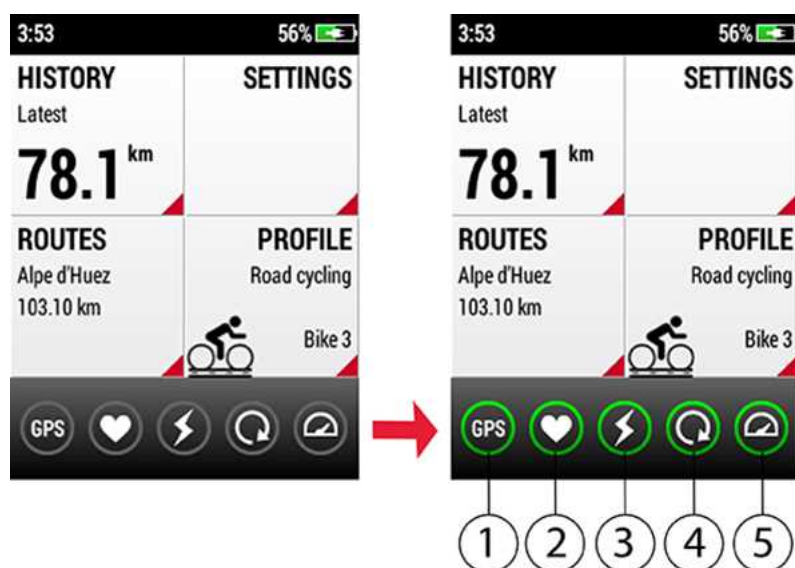 3:53 56%
HISTORY SETTINGS
Latest
78.1 km
ROUTES PROFILE
Alpe d'Huez Road cycling
103.10 km
Bike 3
GPS
3:53 56%
HISTORY SETTINGS
Latest
78.1 km
ROUTES PROFILE
Alpe d'Huez Road cycling
103.10 km
Bike 3
GPS
1 2 3 4 5